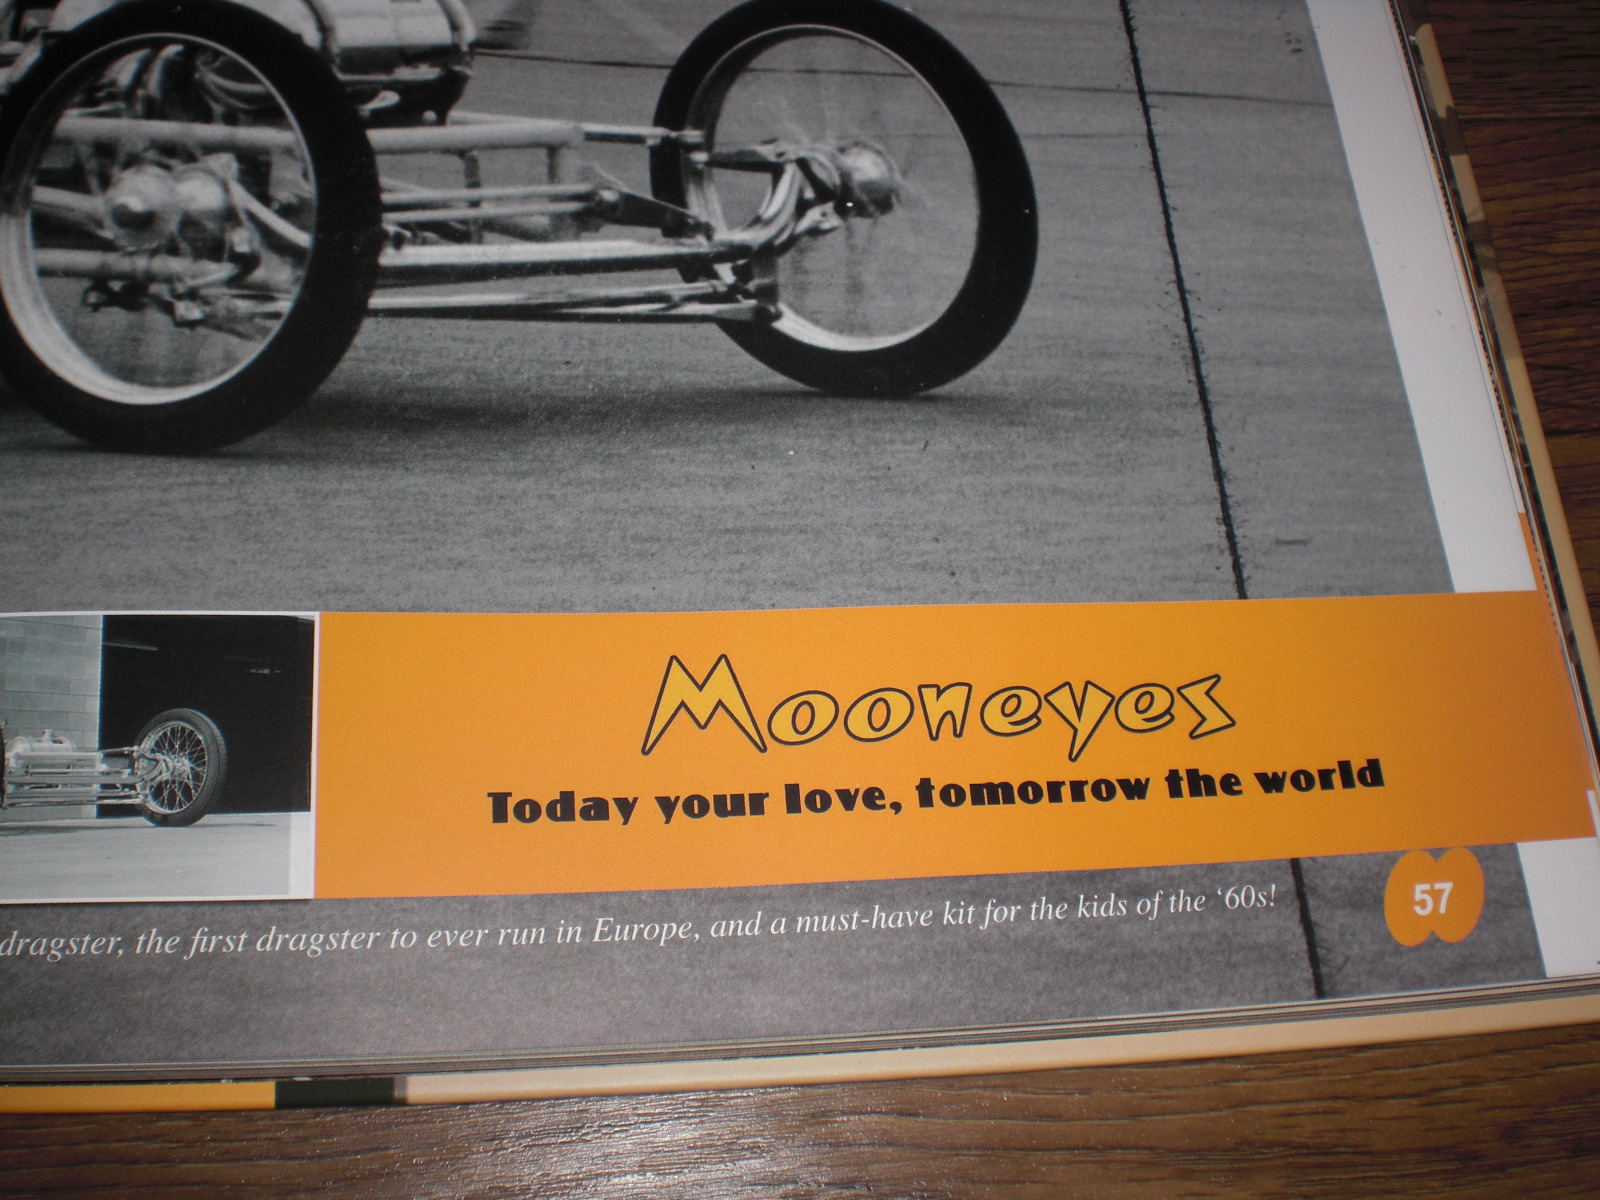 Mooneyes
Today your love, tomorrow the world
dragster, the first dragster to ever run in Europe, and a must-have kit for the kids of the ‘60s!
57